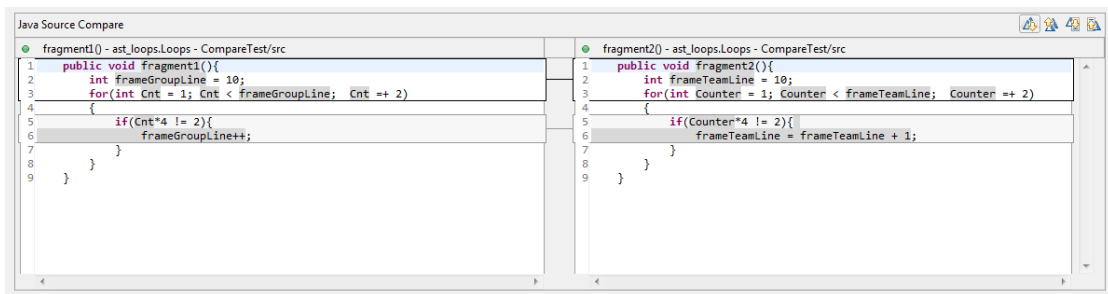 Java Source Compare
fragment1() - ast_loops.Loops - CompareTest/src
1 public void fragment1(){
2 int frameGroupLine = 10;
3 for(int Cnt = 1; Cnt < frameGroupLine; Cnt =+ 2)
4 {
5 if(Cnt*4 != 2){
6 frameGroupLine++;
7 }
8 }
9 }
fragment2() - ast_loops.Loops - CompareTest/src
1 public void fragment2(){
2 int frameTeamLine = 10;
3 for(int Counter = 1; Counter < frameTeamLine; Counter =+ 2)
4 {
5 if(Counter*4 != 2){
6 frameTeamLine = frameTeamLine + 1;
7 }
8 }
9 }